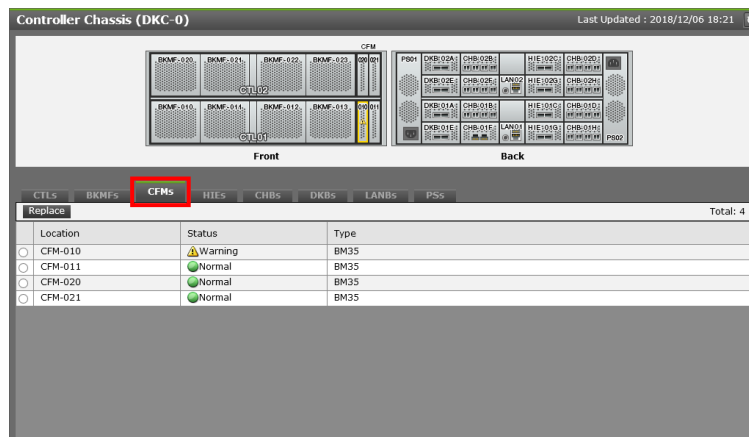 Controller Chassis (DKC-0)
Last Updated : 2018/12/06 18:21
CFM
BKMF-020 BKMF-021 BKMF-022 BKMF-023 020 021
CTL02
BKMF-010 BKMF-011 BKMF-012 BKMF-013 010 011
CTL01
Front
PS01 DKB-02A CHB-02B HIE-02C CHB-02D
DKB-02E CHB-02F LAN02 HIE-02G CHB-02H
DKB-01A CHB-01B HIE-01C CHB-01D
DKB-01E CHB-01F LAN01 HIE-01G CHB-01H PS02
Back
CTLs BKMFs CFMs HIEs CHBs DKBs LANBs PSs
Replace
Total: 4
Location Status Type
CFM-010 Warning BM35
CFM-011 Normal BM35
CFM-020 Normal BM35
CFM-021 Normal BM35